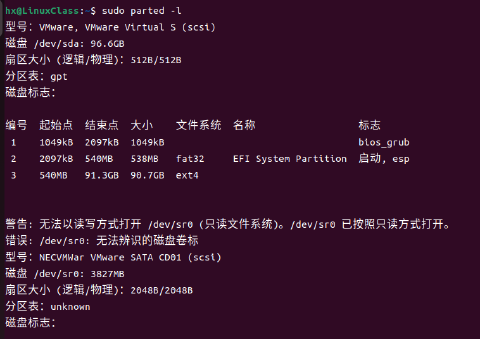 hx@LinuxClass:~$ sudo parted -l
型号：VMware, VMware Virtual S (scsi)
磁盘 /dev/sda: 96.6GB
扇区大小 (逻辑/物理)：512B/512B
分区表：gpt
磁盘标志：
编号 起始点 结束点 大小 文件系统 名称 标志
1 1049kB 2097kB 1049kB bios_grub
2 2097kB 540MB 538MB fat32 EFI System Partition 启动, esp
3 540MB 91.3GB 90.7GB ext4
警告: 无法以读写方式打开 /dev/sr0 (只读文件系统)。/dev/sr0 已按照只读方式打开。
错误: /dev/sr0: 无法辨识的磁盘卷标
型号：NECVMWar VMware SATA CD01 (scsi)
磁盘 /dev/sr0: 3827MB
扇区大小 (逻辑/物理)：2048B/2048B
分区表：unknown
磁盘标志：